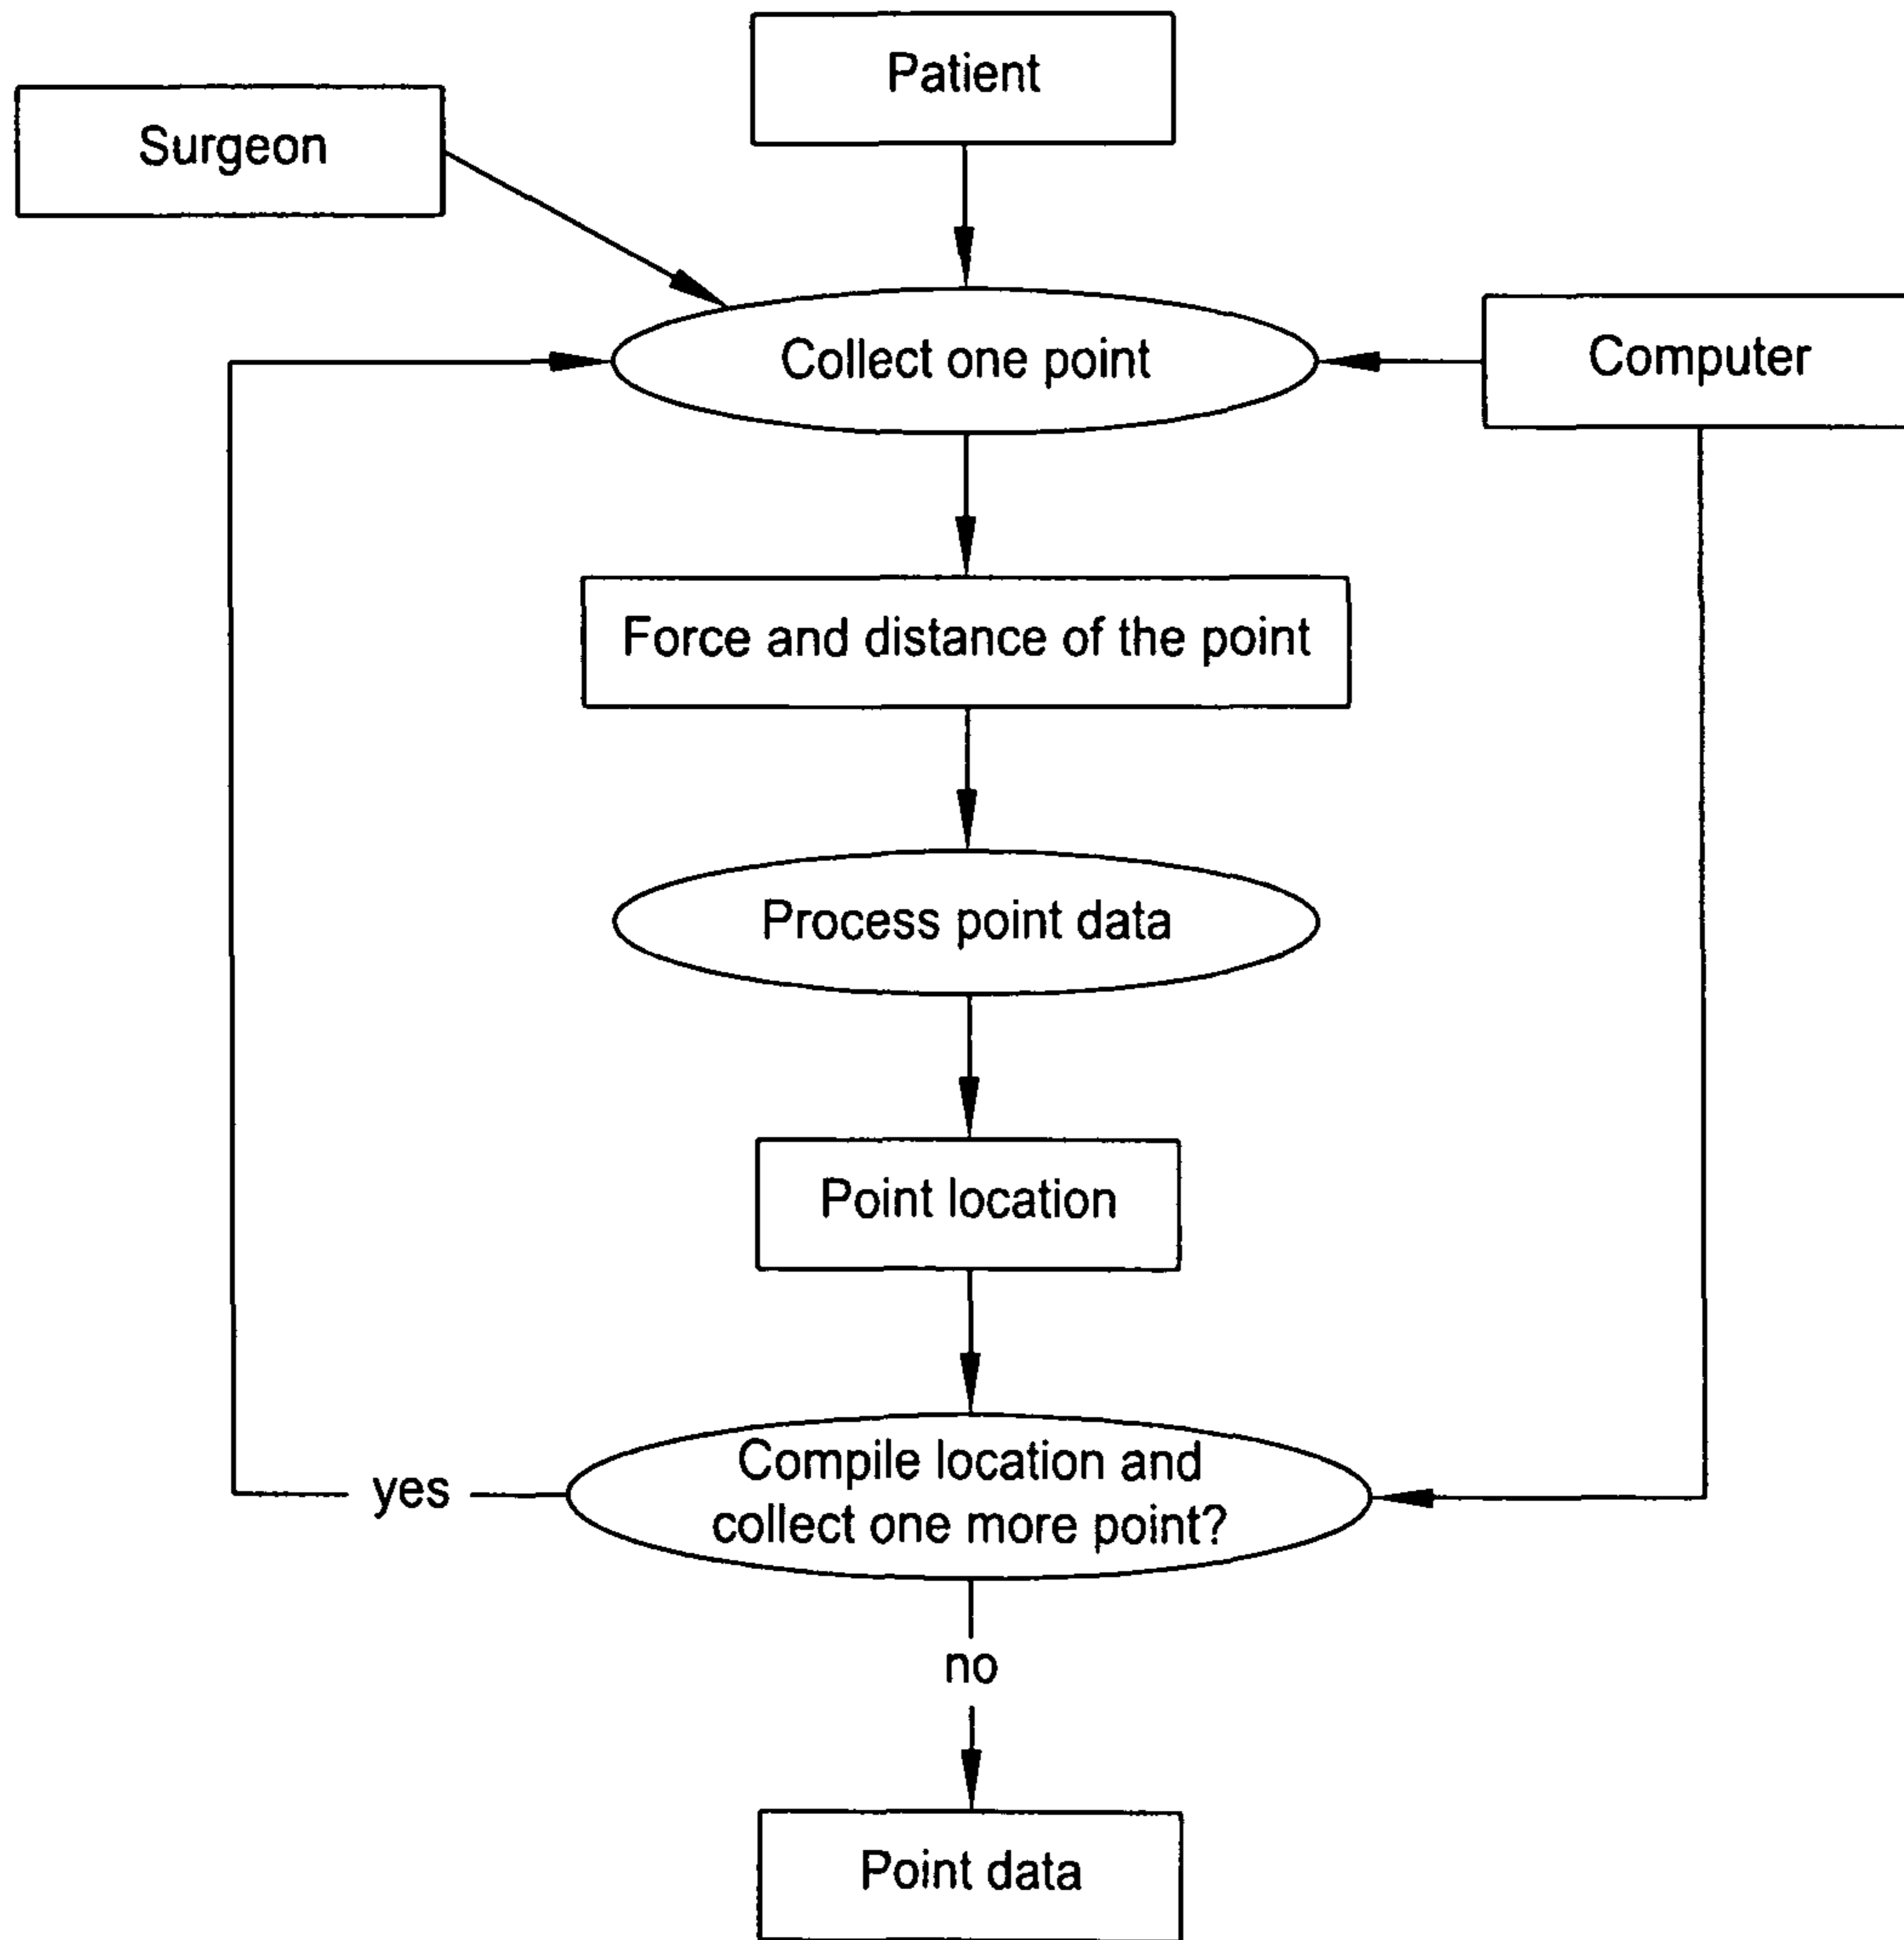 Patient
Surgeon
Collect one point
Computer
Force and distance of the point
Process point data
Point location
Compile location and
collect one more point?
yes
no
Point data